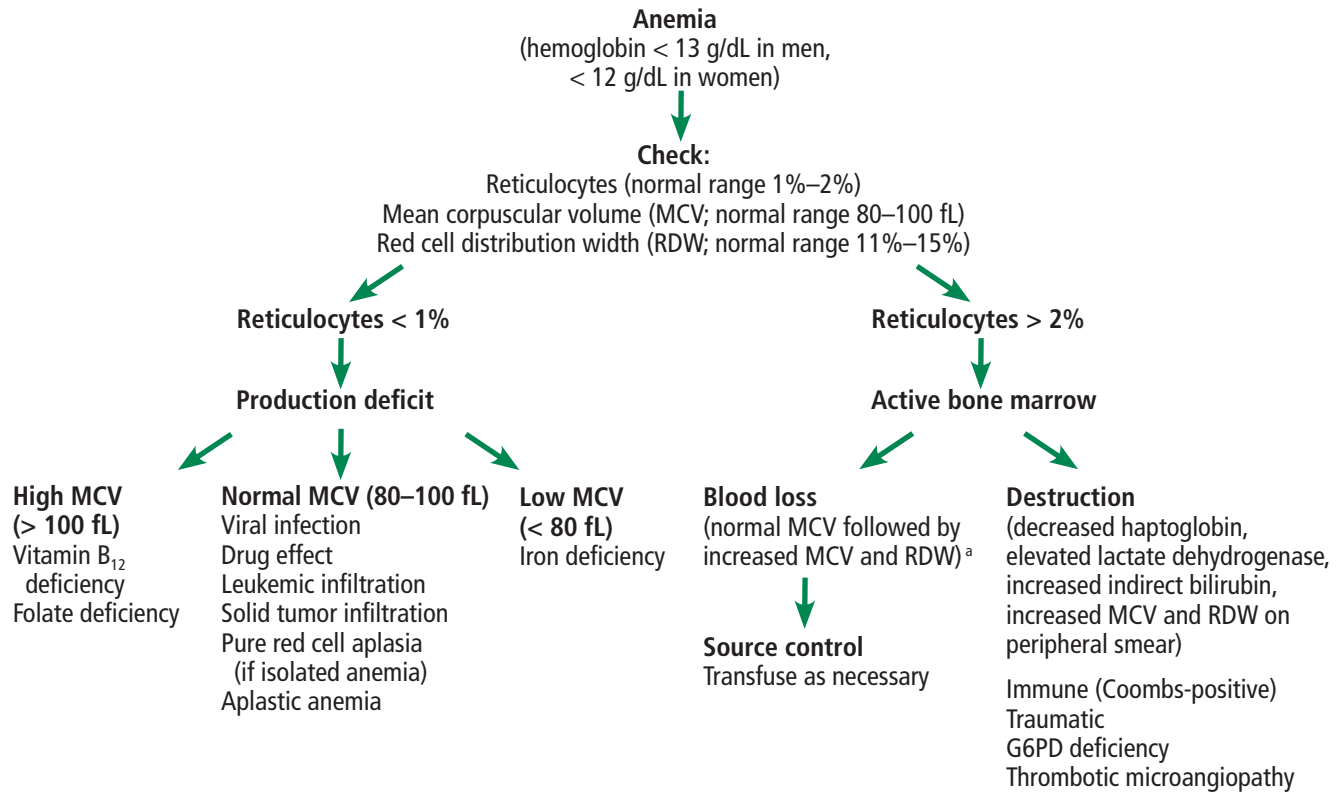 Anemia
(hemoglobin < 13 g/dL in men,
< 12 g/dL in women)
Check:
Reticulocytes (normal range 1%–2%)
Mean corpuscular volume (MCV; normal range 80–100 fL)
Red cell distribution width (RDW; normal range 11%–15%)
Reticulocytes < 1%
Production deficit
High MCV
(> 100 fL)
Vitamin B₁₂
deficiency
Folate deficiency
Normal MCV (80–100 fL)
Viral infection
Drug effect
Leukemic infiltration
Solid tumor infiltration
Pure red cell aplasia
(if isolated anemia)
Aplastic anemia
Low MCV
(< 80 fL)
Iron deficiency
Reticulocytes > 2%
Active bone marrow
Blood loss
(normal MCV followed by
increased MCV and RDW) ᵃ
Source control
Transfuse as necessary
Destruction
(decreased haptoglobin,
elevated lactate dehydrogenase,
increased indirect bilirubin,
increased MCV and RDW on
peripheral smear)
Immune (Coombs-positive)
Traumatic
G6PD deficiency
Thrombotic microangiopathy